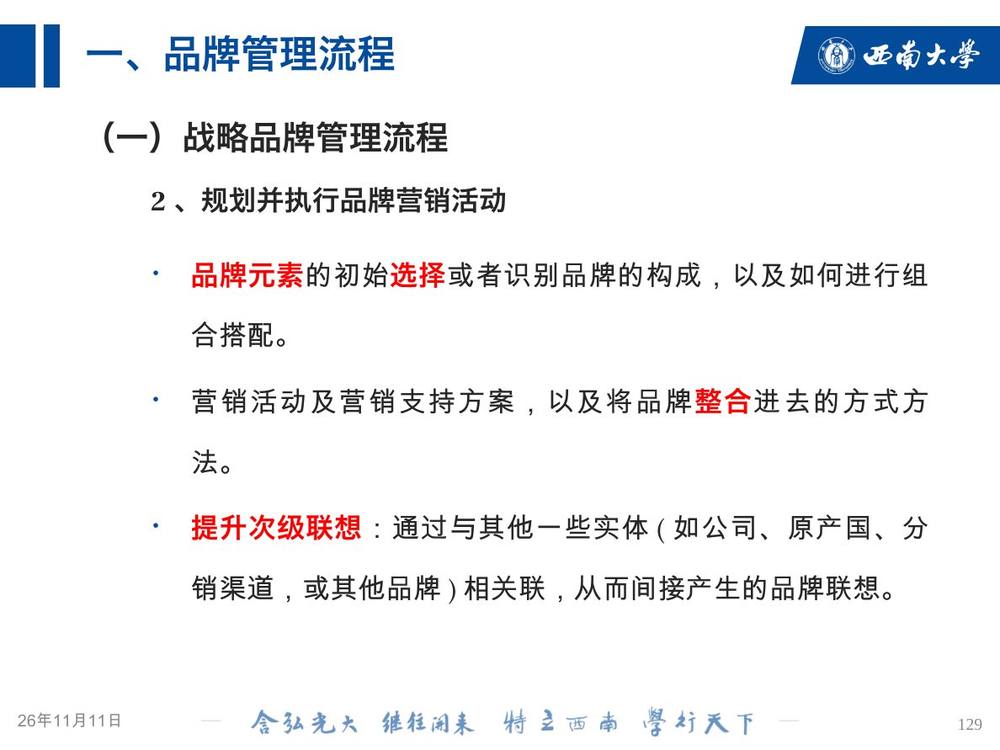 一、品牌管理流程
西南大学
（一）战略品牌管理流程
2 、规划并执行品牌营销活动
• 品牌元素的初始选择或者识别品牌的构成，以及如何进行组
合搭配。
• 营销活动及营销支持方案，以及将品牌整合进去的方式方
法。
• 提升次级联想：通过与其他一些实体 ( 如公司、原产国、分
销渠道，或其他品牌 ) 相关联，从而间接产生的品牌联想。
26年11月11日
含弘光大 继往开来 特立西南 学行天下
129